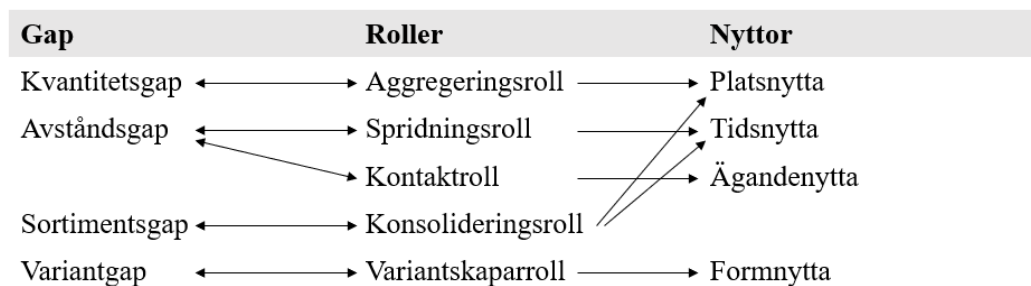 Gap Roller Nyttor
Kvantitetsgap Aggregeringsroll Platsnytta
Avståndsgap Spridningsroll Tidsnytta
Kontaktroll Ägandenytta
Sortimentsgap Konsolideringsroll
Variantgap Variantskaparroll Formnytta